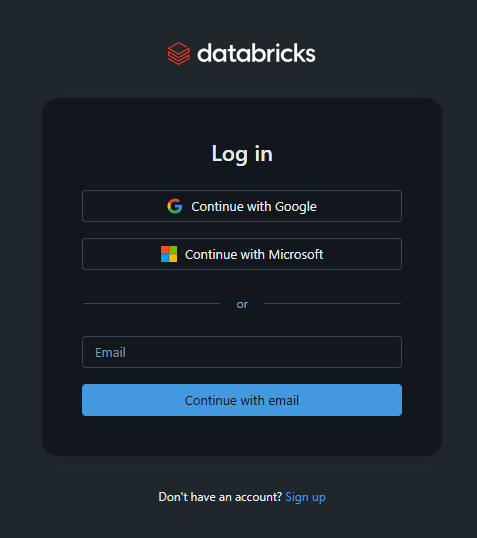 databricks
Log in
Continue with Google
Continue with Microsoft
or
Email
Continue with email
Don't have an account? Sign up